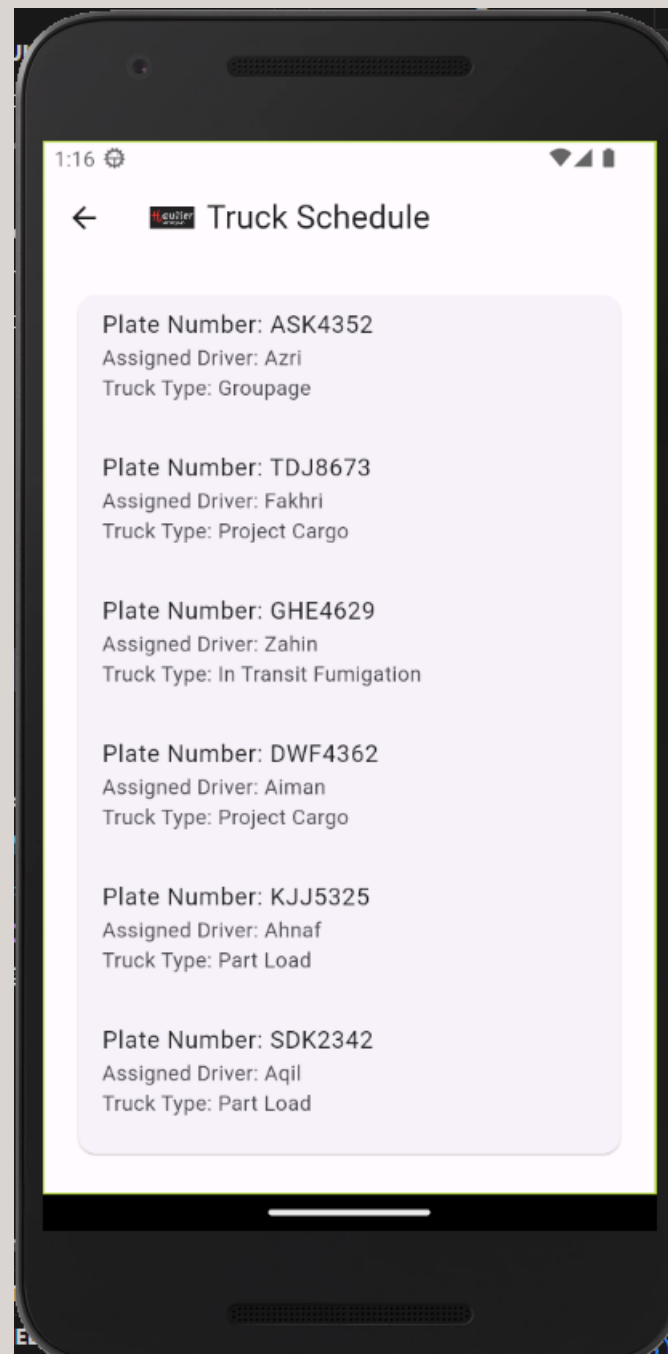 1:16
Haulier
Truck Schedule
Plate Number: ASK4352
Assigned Driver: Azri
Truck Type: Groupage
Plate Number: TDJ8673
Assigned Driver: Fakhri
Truck Type: Project Cargo
Plate Number: GHE4629
Assigned Driver: Zahin
Truck Type: In Transit Fumigation
Plate Number: DWF4362
Assigned Driver: Aiman
Truck Type: Project Cargo
Plate Number: KJJ5325
Assigned Driver: Ahnaf
Truck Type: Part Load
Plate Number: SDK2342
Assigned Driver: Aqil
Truck Type: Part Load